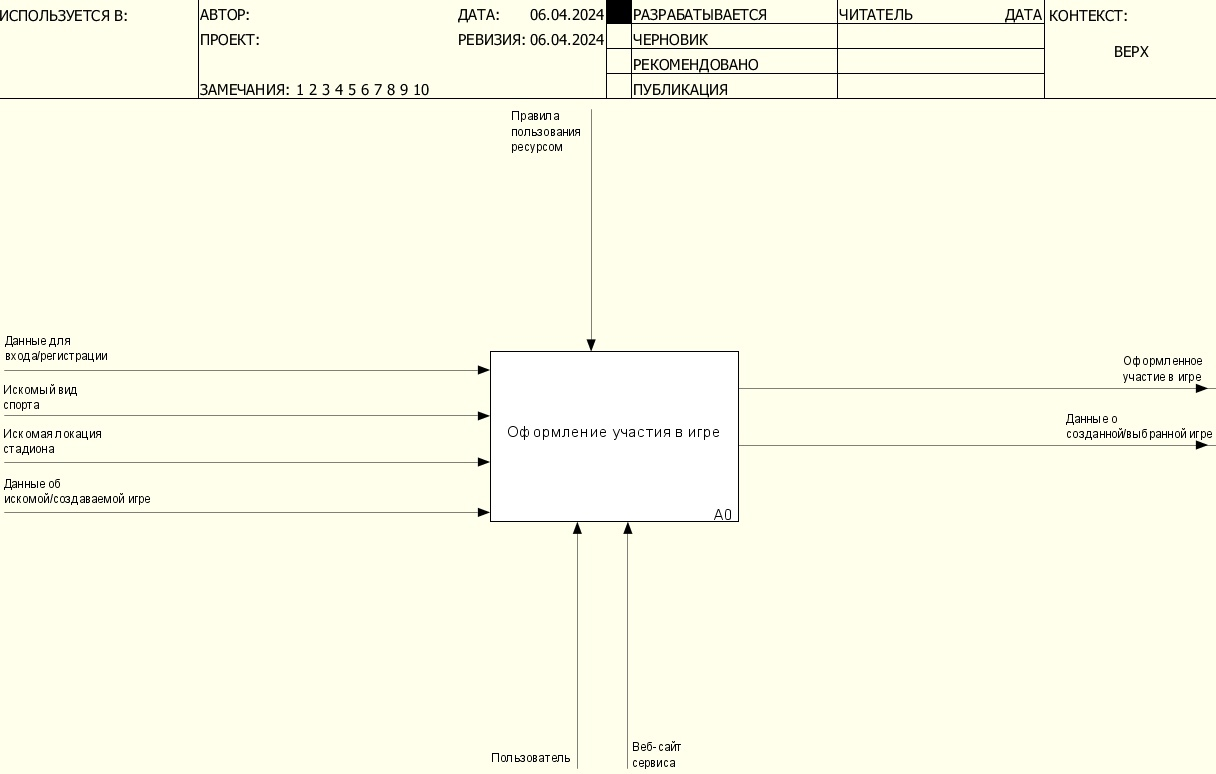 ИСПОЛЬЗУЕТСЯ В:
АВТОР:
ДАТА: 06.04.2024
РАЗРАБАТЫВАЕТСЯ
ЧИТАТЕЛЬ
ДАТА
КОНТЕКСТ:
ПРОЕКТ:
РЕВИЗИЯ: 06.04.2024
ЧЕРНОВИК
ВЕРХ
РЕКОМЕНДОВАНО
ЗАМЕЧАНИЯ: 1 2 3 4 5 6 7 8 9 10
ПУБЛИКАЦИЯ
Правила
пользования
ресурсом
Данные для
входа/регистрации
Искомый вид
спорта
Искомая локация
стадиона
Данные об
искомой/создаваемой игре
Оформление участия в игре
A0
Оформленное
участие в игре
Данные о
созданной/выбранной игре
Пользователь
Веб-сайт
сервиса